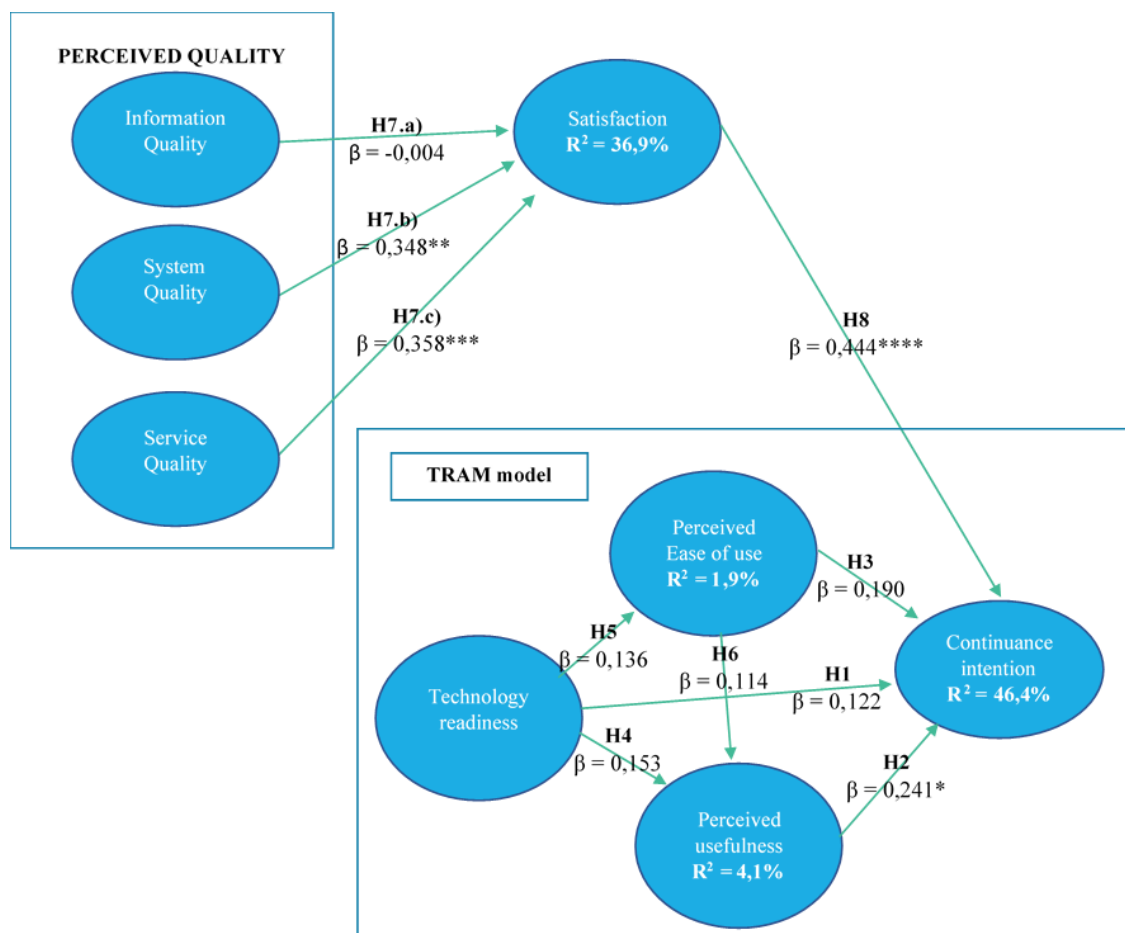 PERCEIVED QUALITY
Information
Quality
H7.a)
β = -0,004
Satisfaction
R² = 36,9%
System
Quality
H7.b)
β = 0,348**
Service
Quality
H7.c)
β = 0,358***
H8
β = 0,444****
TRAM model
Perceived
Ease of use
R² = 1,9%
H3
β = 0,190
H5
β = 0,136
H6
β = 0,114
H1
β = 0,122
Continuance
intention
R² = 46,4%
Technology
readiness
H4
β = 0,153
H2
β = 0,241*
Perceived
usefulness
R² = 4,1%